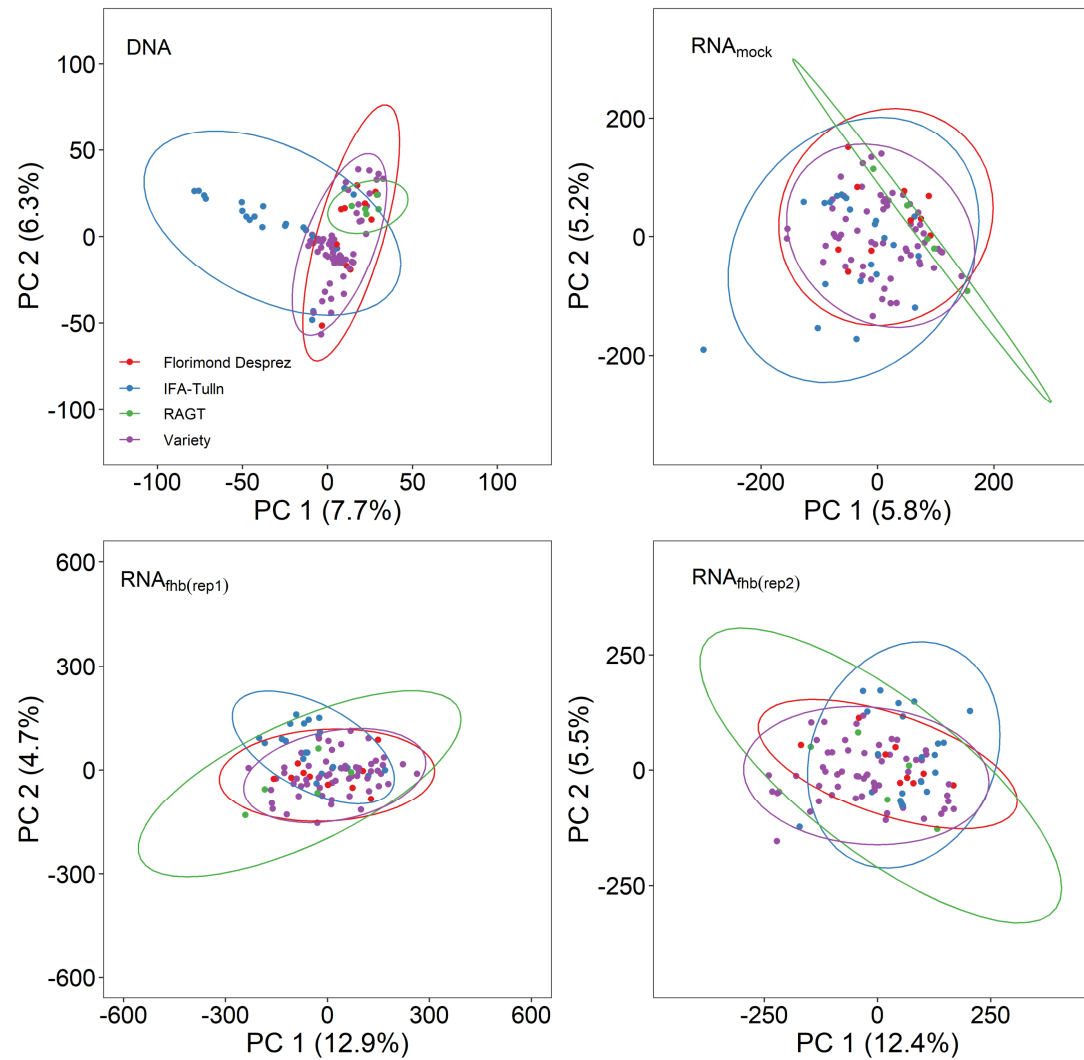 DNA
100
50
0
-50
-100
PC 2 (6.3%)
Florimond Desprez
IFA-Tulln
RAGT
Variety
-100 -50 0 50 100
PC 1 (7.7%)
RNAmock
200
0
-200
PC 2 (5.2%)
-200 0 200
PC 1 (5.8%)
RNAfhb(rep1)
600
300
0
-300
-600
PC 2 (4.7%)
-600 -300 0 300 600
PC 1 (12.9%)
RNAfhb(rep2)
250
0
-250
PC 2 (5.5%)
-250 0 250
PC 1 (12.4%)